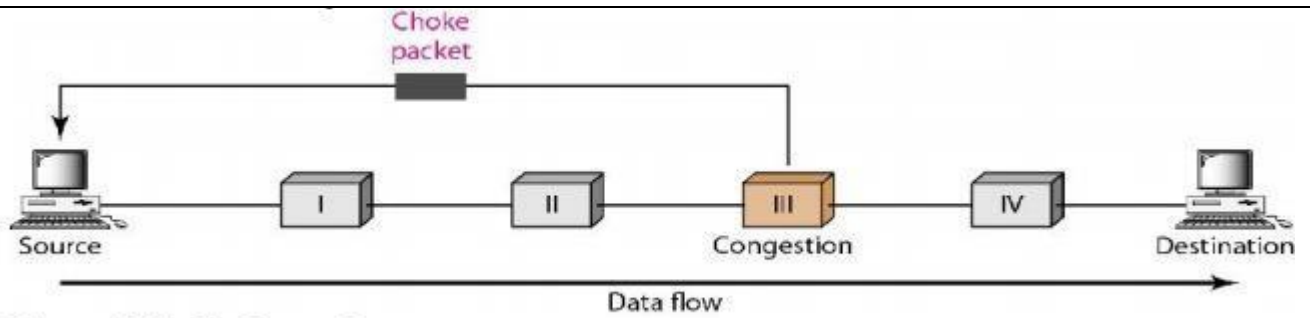 Choke
packet
I
II
III
IV
Source
Congestion
Destination
Data flow